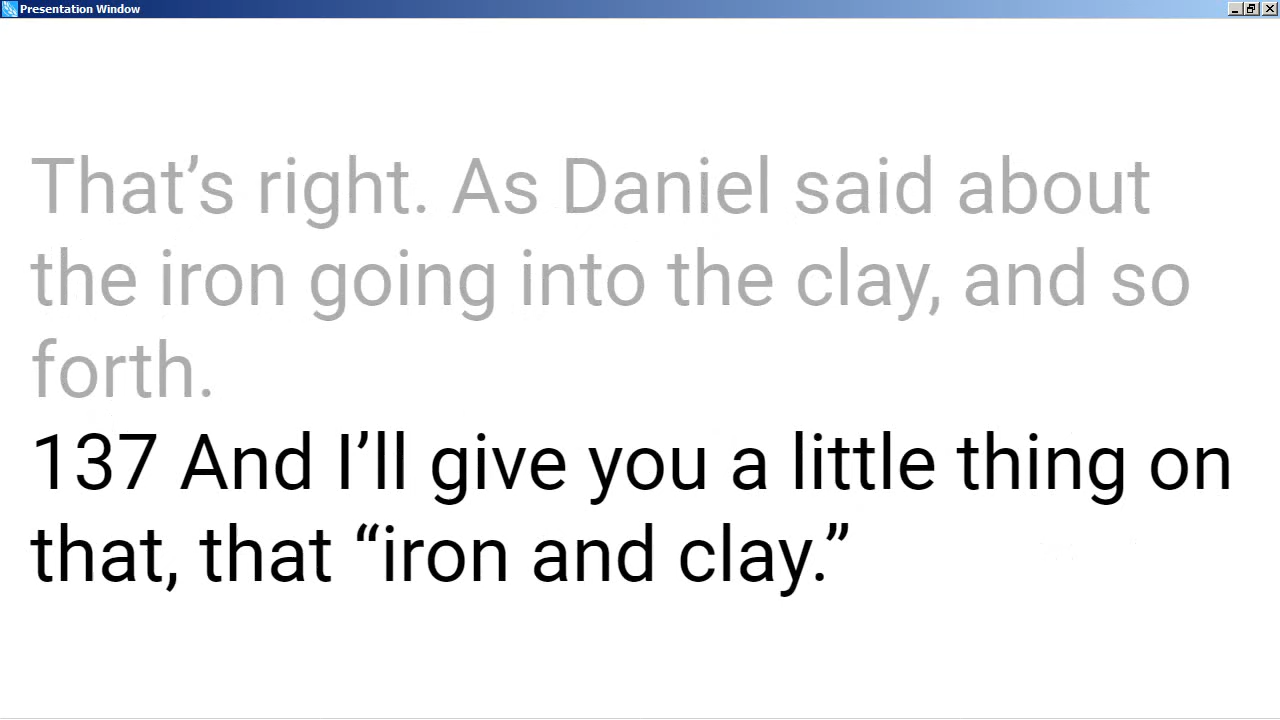 Presentation Window
That’s right. As Daniel said about
the iron going into the clay, and so
forth.
137 And I’ll give you a little thing on
that, that “iron and clay.”